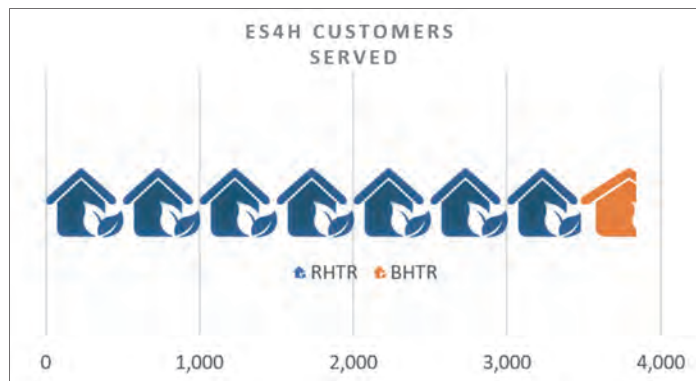 ES4H CUSTOMERS
SERVED
RHTR BHTR
0 1,000 2,000 3,000 4,000